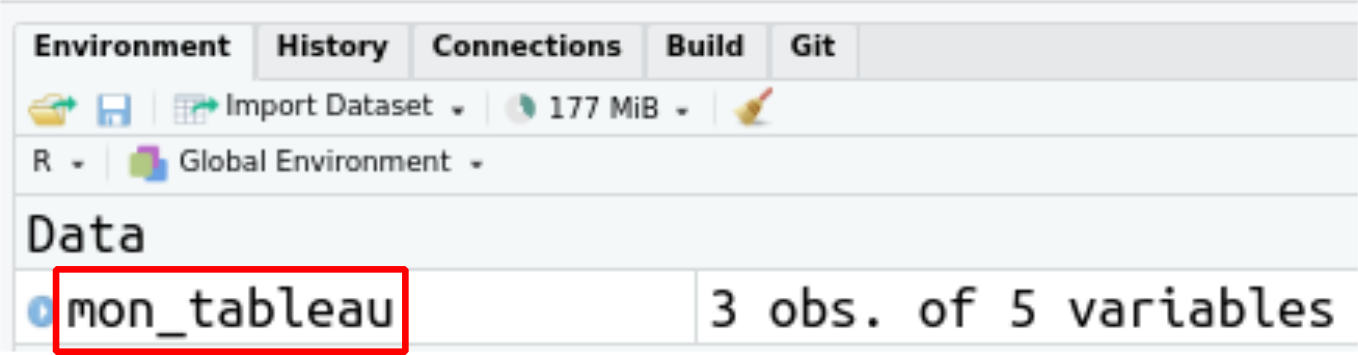 Environment History Connections Build Git
Import Dataset 177 MiB
R Global Environment
Data
mon_tableau 3 obs. of 5 variables